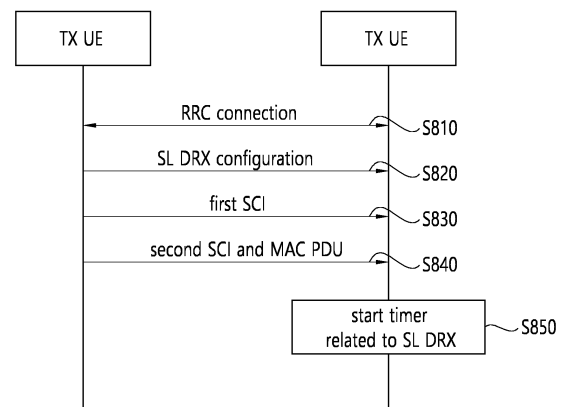 TX UE
TX UE
RRC connection
S810
SL DRX configuration
S820
first SCI
S830
second SCI and MAC PDU
S840
start timer
related to SL DRX
S850